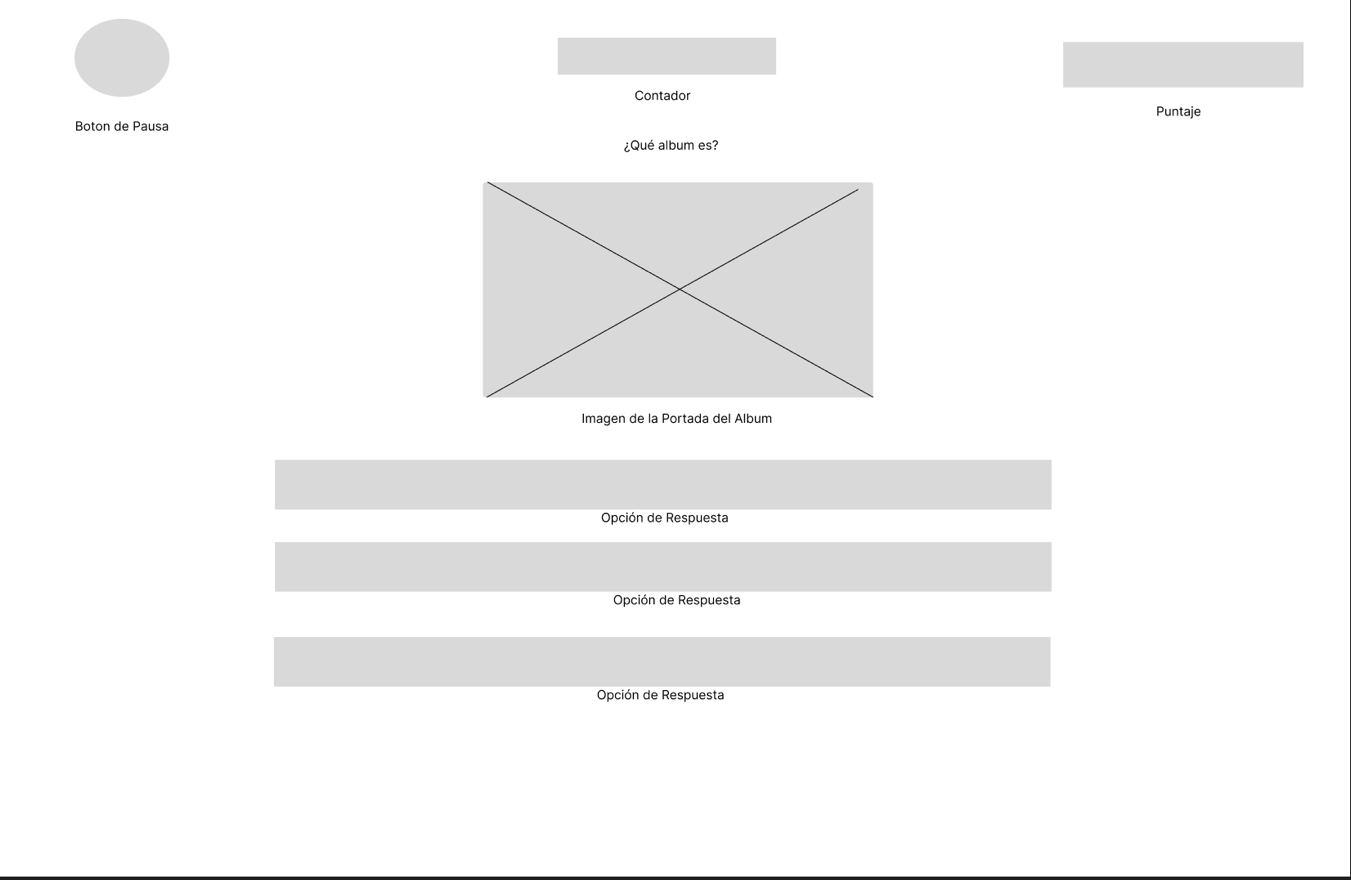 Boton de Pausa
Contador
Puntaje
¿Qué album es?
Imagen de la Portada del Album
Opción de Respuesta
Opción de Respuesta
Opción de Respuesta